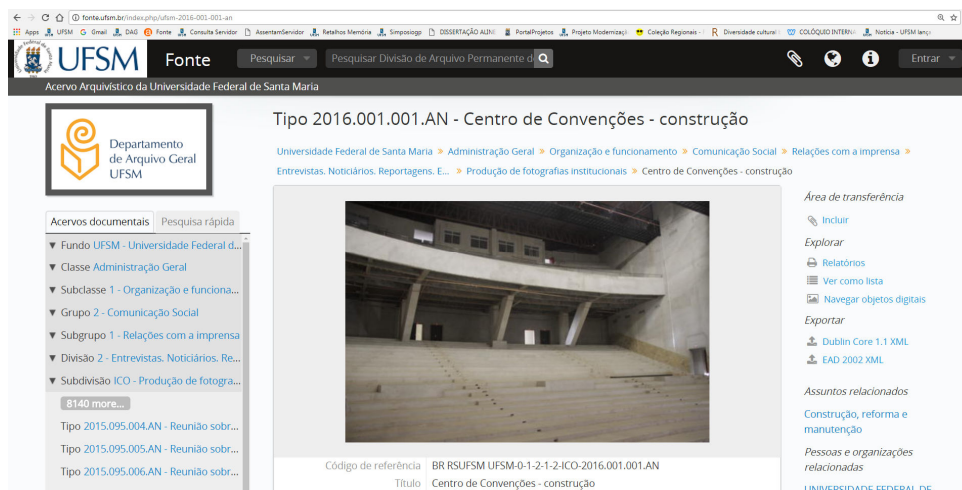 fonte.ufsm.br/index.php/ufsm-2016-001-001-an
Apps UFSM Gmail DAG Fonte Consulta Servidor AssentamServidor Retalhos Memória Simposiogp DISSERTAÇÃO ALINE PortalProjetos Projeto Modernizaçã Coleção Regionais - Diversidade cultural COLÓQUIO INTERNA Notícia - UFSM lança
UFSM Fonte Pesquisar Pesquisar Divisão de Arquivo Permanente d Entrar
Acervo Arquivístico da Universidade Federal de Santa Maria
Departamento
de Arquivo Geral
UFSM
Acervos documentais Pesquisa rápida
Fundo UFSM - Universidade Federal d...
Classe Administração Geral
Subclasse 1 - Organização e funciona...
Grupo 2 - Comunicação Social
Subgrupo 1 - Relações com a imprensa
Divisão 2 - Entrevistas. Noticiários. Re...
Subdivisão ICO - Produção de fotogra...
8140 more...
Tipo 2015.095.004.AN - Reunião sobr...
Tipo 2015.095.005.AN - Reunião sobr...
Tipo 2015.095.006.AN - Reunião sobr...
Tipo 2016.001.001.AN - Centro de Convenções - construção
Universidade Federal de Santa Maria » Administração Geral » Organização e funcionamento » Comunicação Social » Relações com a imprensa »
Entrevistas. Noticiários. Reportagens. E... » Produção de fotografias institucionais » Centro de Convenções - construção
Código de referência BR RSUFSM UFSM-0-1-2-1-2-ICO-2016.001.001.AN
Título Centro de Convenções - construção
Área de transferência
Incluir
Explorar
Relatórios
Ver como lista
Navegar objetos digitais
Exportar
Dublin Core 1.1 XML
EAD 2002 XML
Assuntos relacionados
Construção, reforma e
manutenção
Pessoas e organizações
relacionadas
UNIVERSIDADE FEDERAL DE